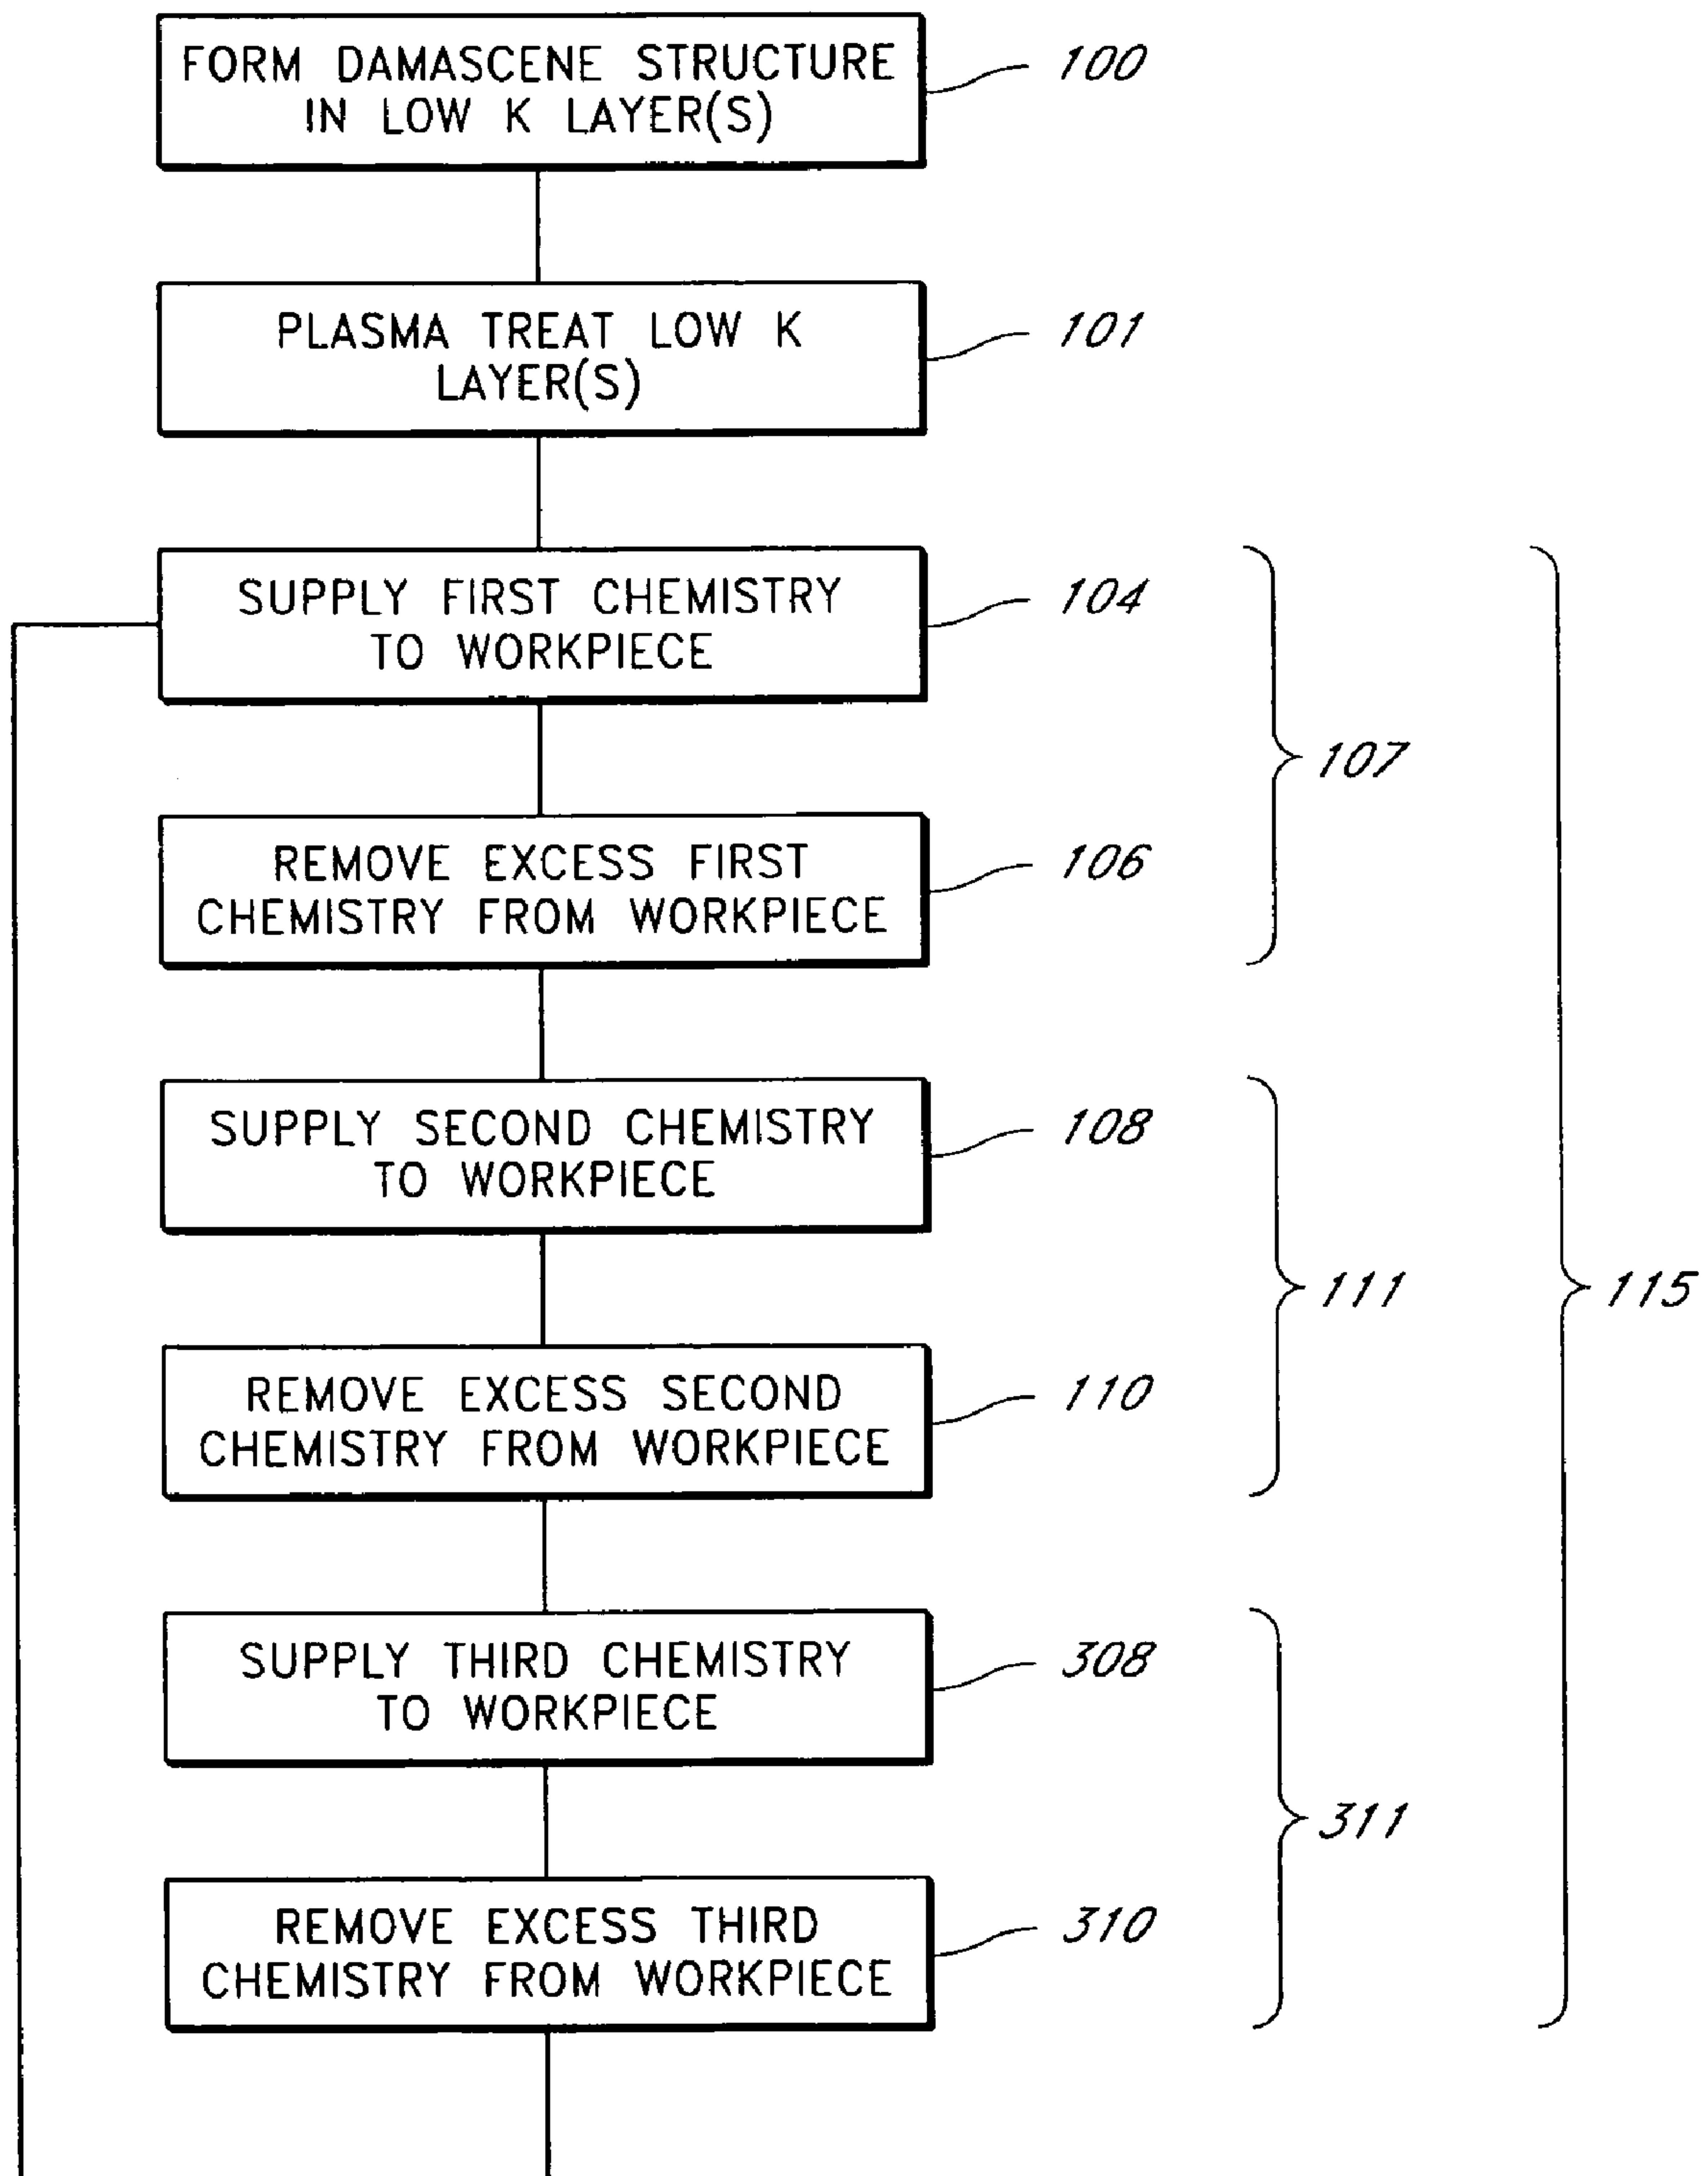 FORM DAMASCENE STRUCTURE
IN LOW K LAYER(S)
100
PLASMA TREAT LOW K
LAYER(S)
101
SUPPLY FIRST CHEMISTRY
TO WORKPIECE
104
107
REMOVE EXCESS FIRST
CHEMISTRY FROM WORKPIECE
106
SUPPLY SECOND CHEMISTRY
TO WORKPIECE
108
111
115
REMOVE EXCESS SECOND
CHEMISTRY FROM WORKPIECE
110
SUPPLY THIRD CHEMISTRY
TO WORKPIECE
308
311
REMOVE EXCESS THIRD
CHEMISTRY FROM WORKPIECE
310